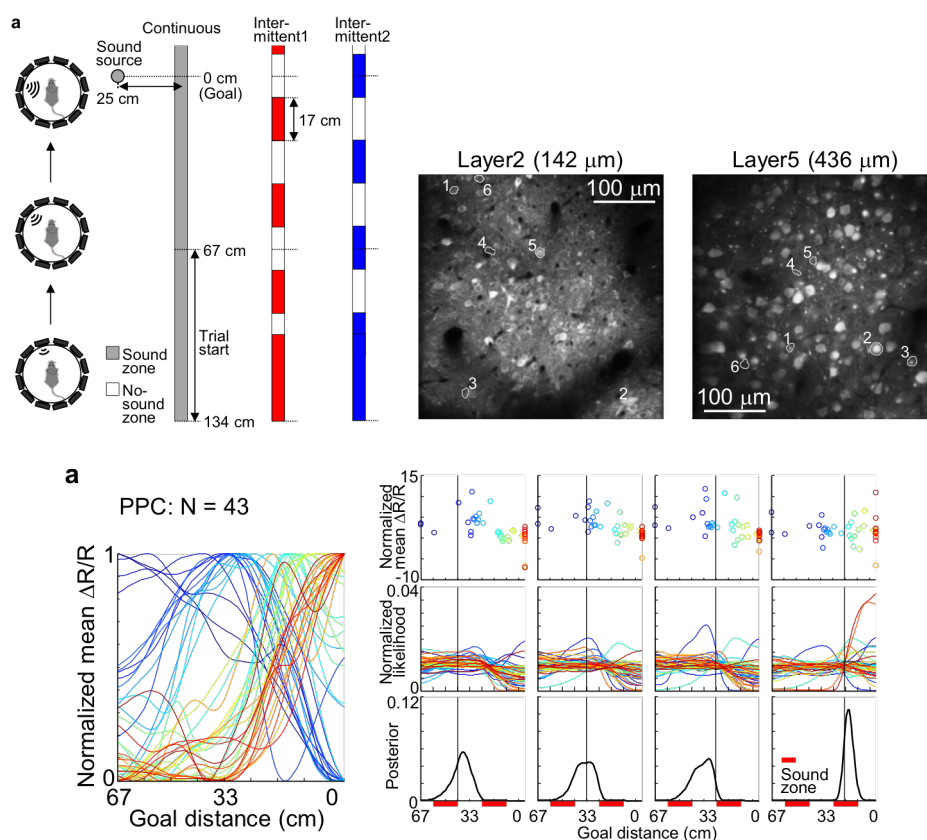 a
Continuous
Inter-
mittent1
Inter-
mittent2
Sound
source
25 cm
0 cm
(Goal)
17 cm
67 cm
Trial
start
Sound
zone
No-
sound
zone
134 cm
Layer2 (142 μm)
100 μm
1
6
4
5
3
2
Layer5 (436 μm)
5
4
1
2
3
6
100 μm
a
PPC: N = 43
Normalized mean ΔR/R
1
0
67
33
0
Goal distance (cm)
Normalized
mean ΔR/R
15
-10
Normalized
likelihood
0.04
0
Posterior
0.12
0
Sound
zone
67 33 0
67 33 0
67 33 0
67 33 0
Goal distance (cm)